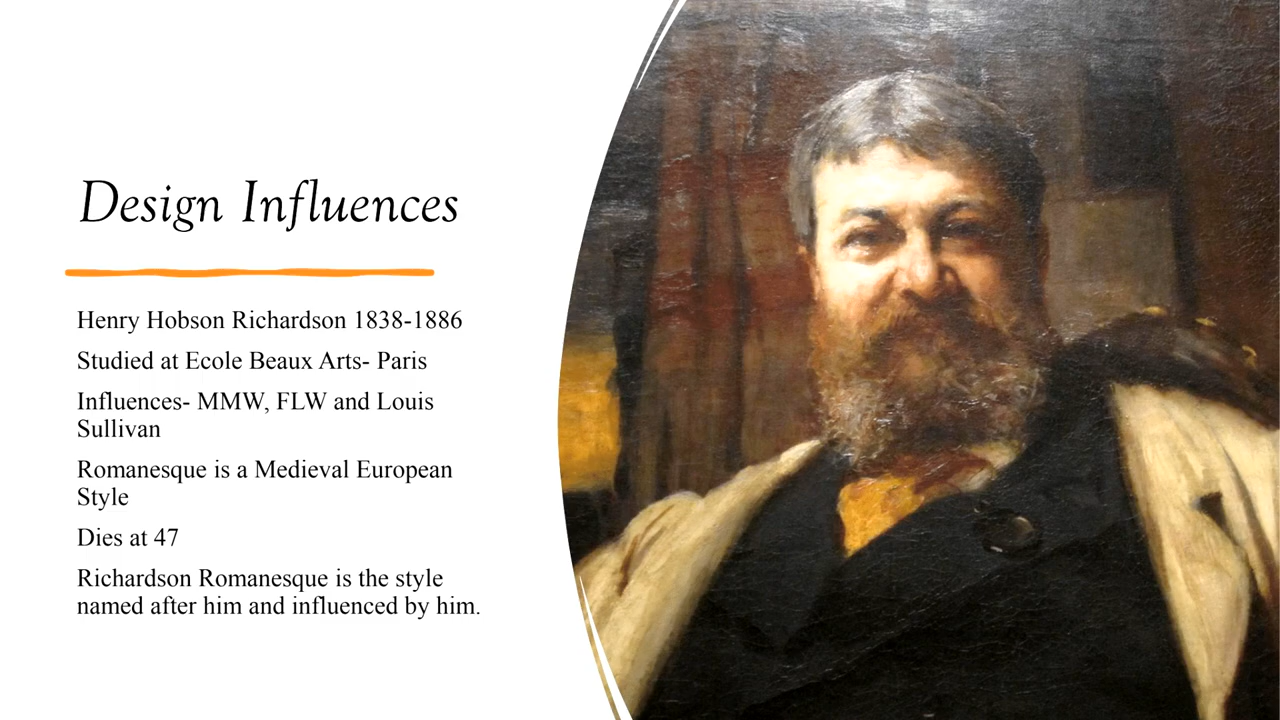 Design Influences
Henry Hobson Richardson 1838-1886
Studied at Ecole Beaux Arts- Paris
Influences- MMW, FLW and Louis
Sullivan
Romanesque is a Medieval European
Style
Dies at 47
Richardson Romanesque is the style
named after him and influenced by him.